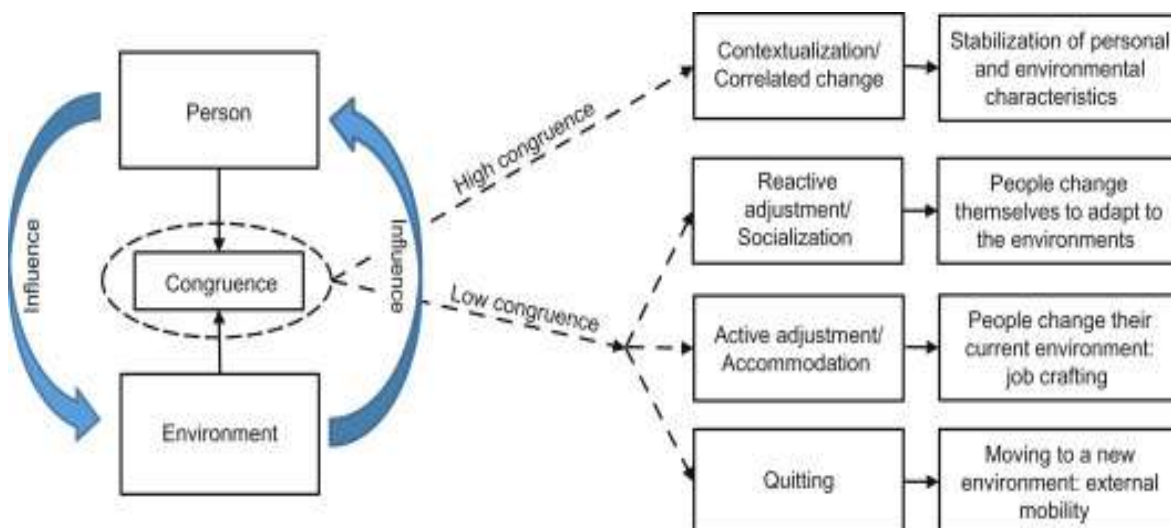 Person
Influence
Congruence
Influence
Environment
High congruence
Low congruence
Contextualization/
Correlated change
Stabilization of personal
and environmental
characteristics
Reactive
adjustment/
Socialization
People change
themselves to adapt to
the environments
Active adjustment/
Accommodation
People change their
current environment:
job crafting
Quitting
Moving to a new
environment: external
mobility